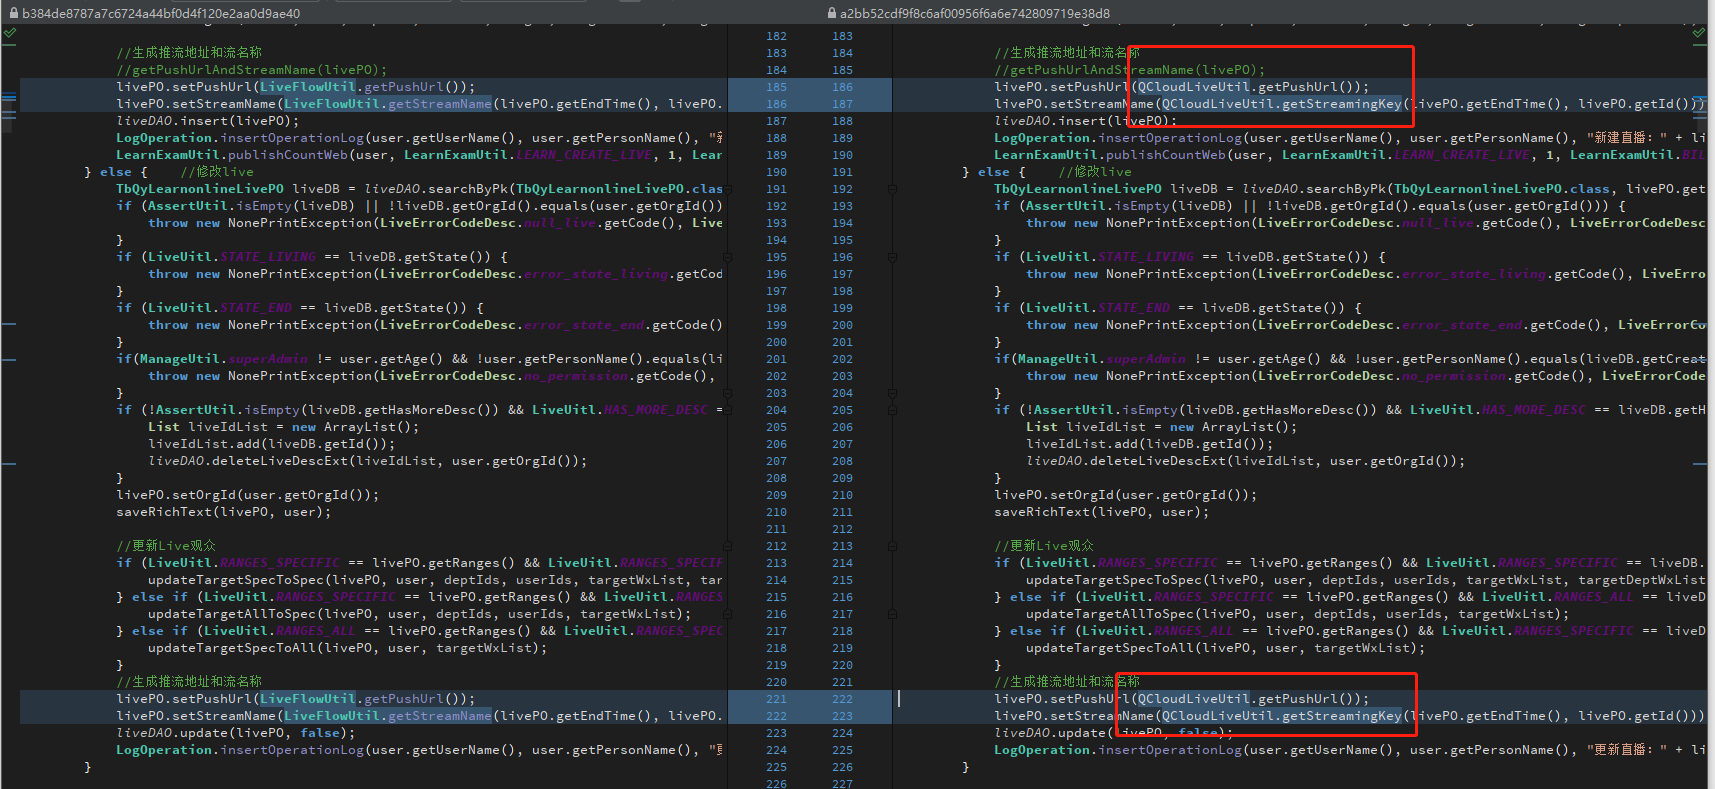 b384de8787a7c6724a44bf0d4f120e2aa0d9ae40
a2bb52cdf9f8c6af00956f6a6e742809719e38d8
182 183
//生成推流地址和流名称 183 184 //生成推流地址和流名称
//getPushUrlAndStreamName(livePO); 184 185 //getPushUrlAndStreamName(livePO);
livePO.setPushUrl(LiveFlowUtil.getPushUrl()); 185 186 livePO.setPushUrl(QCloudLiveUtil.getPushUrl());
livePO.setStreamName(LiveFlowUtil.getStreamName(livePO.getEndTime(), livePO. 186 187 livePO.setStreamName(QCloudLiveUtil.getStreamingKey(livePO.getEndTime(), livePO.getId()))
liveDAO.insert(livePO); 187 188 liveDAO.insert(livePO);
LogOperation.insertOperationLog(user.getUserName(), user.getPersonName(), "新 188 189 LogOperation.insertOperationLog(user.getUserName(), user.getPersonName(), "新建直播: " + li
LearnExamUtil.publishCountWeb(user, LearnExamUtil.LEARN_CREATE_LIVE, 1, Lear 189 190 LearnExamUtil.publishCountWeb(user, LearnExamUtil.LEARN_CREATE_LIVE, 1, LearnExamUtil.BIL
} else { //修改live 190 191 } else { //修改live
TbQyLearnonlineLivePO liveDB = liveDAO.searchByPk(TbQyLearnonlineLivePO.clas 191 192 TbQyLearnonlineLivePO liveDB = liveDAO.searchByPk(TbQyLearnonlineLivePO.class, livePO.get
if (AssertUtil.isEmpty(liveDB) || !liveDB.getOrgId().equals(user.getOrgId()) 192 193 if (AssertUtil.isEmpty(liveDB) || !liveDB.getOrgId().equals(user.getOrgId())) {
throw new NonePrintException(LiveErrorCodeDesc.null_live.getCode(), Live 193 194 throw new NonePrintException(LiveErrorCodeDesc.null_live.getCode(), LiveErrorCodeDesc
} 194 195 }
if (LiveUitl.STATE_LIVING == liveDB.getState()) { 195 196 if (LiveUitl.STATE_LIVING == liveDB.getState()) {
throw new NonePrintException(LiveErrorCodeDesc.error_state_living.getCod 196 197 throw new NonePrintException(LiveErrorCodeDesc.error_state_living.getCode(), LiveErro
} 197 198 }
if (LiveUitl.STATE_END == liveDB.getState()) { 198 199 if (LiveUitl.STATE_END == liveDB.getState()) {
throw new NonePrintException(LiveErrorCodeDesc.error_state_end.getCode() 199 200 throw new NonePrintException(LiveErrorCodeDesc.error_state_end.getCode(), LiveErrorCo
} 200 201 }
if(ManageUtil.superAdmin != user.getAge() && !user.getPersonName().equals(li 201 202 if(ManageUtil.superAdmin != user.getAge() && !user.getPersonName().equals(liveDB.getCreat
throw new NonePrintException(LiveErrorCodeDesc.no_permission.getCode(), 202 203 throw new NonePrintException(LiveErrorCodeDesc.no_permission.getCode(), LiveErrorCode
} 203 204 }
if (!AssertUtil.isEmpty(liveDB.getHasMoreDesc()) && LiveUitl.HAS_MORE_DESC = 204 205 if (!AssertUtil.isEmpty(liveDB.getHasMoreDesc()) && LiveUitl.HAS_MORE_DESC == liveDB.getH
List liveIdList = new ArrayList(); 205 206 List liveIdList = new ArrayList();
liveIdList.add(liveDB.getId()); 206 207 liveIdList.add(liveDB.getId());
liveDAO.deleteLiveDescExt(liveIdList, user.getOrgId()); 207 208 liveDAO.deleteLiveDescExt(liveIdList, user.getOrgId());
} 208 209 }
livePO.setOrgId(user.getOrgId()); 209 210 livePO.setOrgId(user.getOrgId());
saveRichText(livePO, user); 210 211 saveRichText(livePO, user);
211 212
//更新Live观众 212 213 //更新Live观众
if (LiveUitl.RANGES_SPECIFIC == livePO.getRanges() && LiveUitl.RANGES_SPECIF 213 214 if (LiveUitl.RANGES_SPECIFIC == livePO.getRanges() && LiveUitl.RANGES_SPECIFIC == liveDB.
updateTargetSpecToSpec(livePO, user, deptIds, userIds, targetWxList, tar 214 215 updateTargetSpecToSpec(livePO, user, deptIds, userIds, targetWxList, targetDeptWxList
} else if (LiveUitl.RANGES_SPECIFIC == livePO.getRanges() && LiveUitl.RANGES 215 216 } else if (LiveUitl.RANGES_SPECIFIC == livePO.getRanges() && LiveUitl.RANGES_ALL == liveD
updateTargetAllToSpec(livePO, user, deptIds, userIds, targetWxList); 216 217 updateTargetAllToSpec(livePO, user, deptIds, userIds, targetWxList);
} else if (LiveUitl.RANGES_ALL == livePO.getRanges() && LiveUitl.RANGES_SPEC 217 218 } else if (LiveUitl.RANGES_ALL == livePO.getRanges() && LiveUitl.RANGES_SPECIFIC == liveD
updateTargetSpecToAll(livePO, user, targetWxList); 218 219 updateTargetSpecToAll(livePO, user, targetWxList);
} 219 220 }
//生成推流地址和流名称 220 221 //生成推流地址和流名称
livePO.setPushUrl(LiveFlowUtil.getPushUrl()); 221 222 livePO.setPushUrl(QCloudLiveUtil.getPushUrl());
livePO.setStreamName(LiveFlowUtil.getStreamName(livePO.getEndTime(), livePO. 222 223 livePO.setStreamName(QCloudLiveUtil.getStreamingKey(livePO.getEndTime(), livePO.getId()))
liveDAO.update(livePO, false); 223 224 liveDAO.update(livePO, false);
LogOperation.insertOperationLog(user.getUserName(), user.getPersonName(), "更 224 225 LogOperation.insertOperationLog(user.getUserName(), user.getPersonName(), "更新直播: " + li
} 225 226 }
226 227